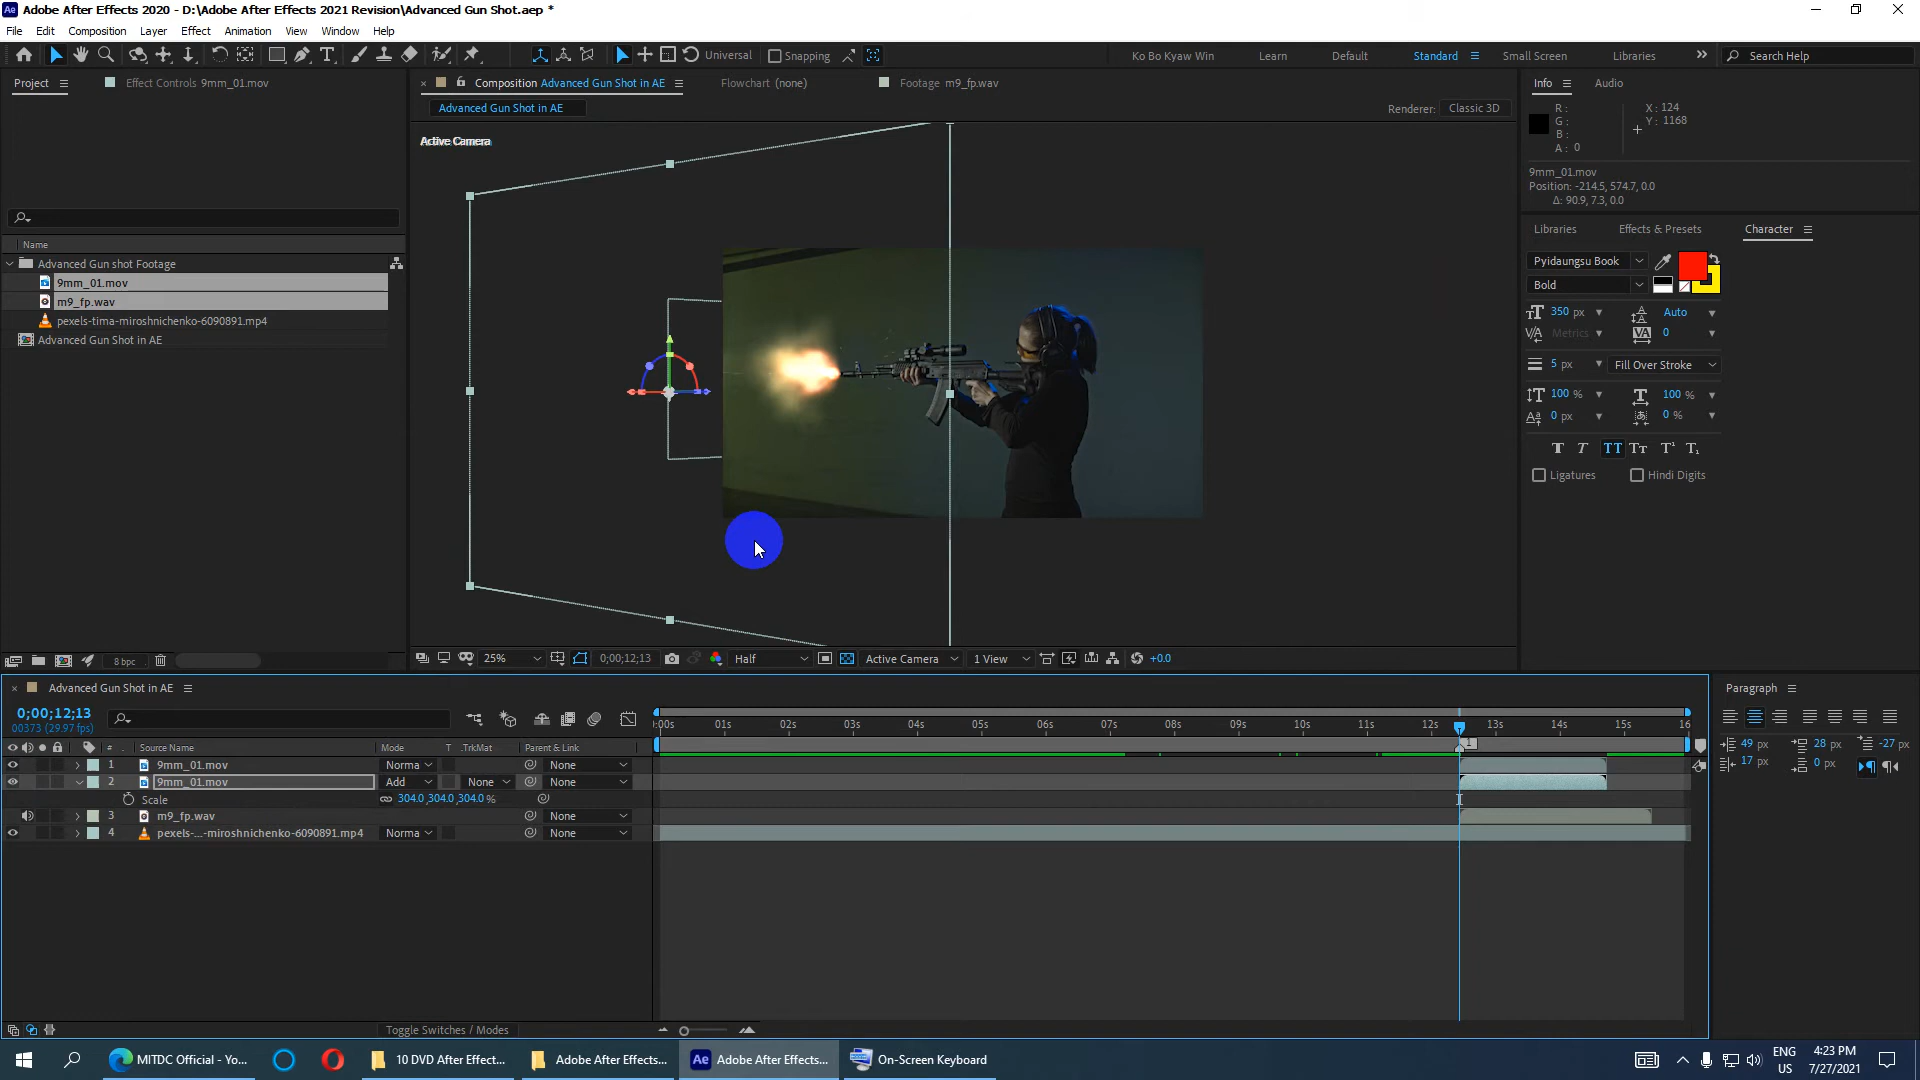 Adobe After Effects 2020 - D:\Adobe After Effects 2021 Revision\Advanced Gun Shot.aep *
File Edit Composition Layer Effect Animation View Window Help
Universal Snapping Ko Bo Kyaw Win Learn Default Standard Small Screen Libraries Search Help
Project Effect Controls 9mm_01.mov Composition Advanced Gun Shot in AE Flowchart (none) Footage m9_fp.wav Info Audio
Advanced Gun Shot in AE Renderer: Classic 3D
Active Camera
R: X: 124
G: Y: 1168
B:
A: 0
9mm_01.mov
Position: -214.5, 574.7, 0.0
Δ: 90.9, 7.3, 0.0
Libraries Effects & Presets Character
Name
Advanced Gun shot Footage
9mm_01.mov
m9_fp.wav
pexels-tima-miroshnichenko-6090891.mp4
Advanced Gun Shot in AE
Pyidaungsu Book
Bold
350 px Auto
Metrics 0
5 px Fill Over Stroke
100 % 100 %
0 px 0 %
Ligatures Hindi Digits
8 bpc
25% 0;00;12;13 Half Active Camera 1 View +0.0
Advanced Gun Shot in AE
0;00;12;13
00373 (29.97 fps)
:00s 01s 02s 03s 04s 05s 06s 07s 08s 09s 10s 11s 12s 13s 14s 15s 16
# Source Name Mode T .TrkMat Parent & Link
1 9mm_01.mov Norma None
2 9mm_01.mov Add None None
Scale 304.0,304.0,304.0 %
3 m9_fp.wav None
4 pexels-...-miroshnichenko-6090891.mp4 Norma None
Toggle Switches / Modes
Paragraph
49 px 28 px -27 px
17 px 0 px
MITDC Official - Yo... 10 DVD After Effect... Adobe After Effects... Adobe After Effects... On-Screen Keyboard
ENG
US
4:23 PM
7/27/2021